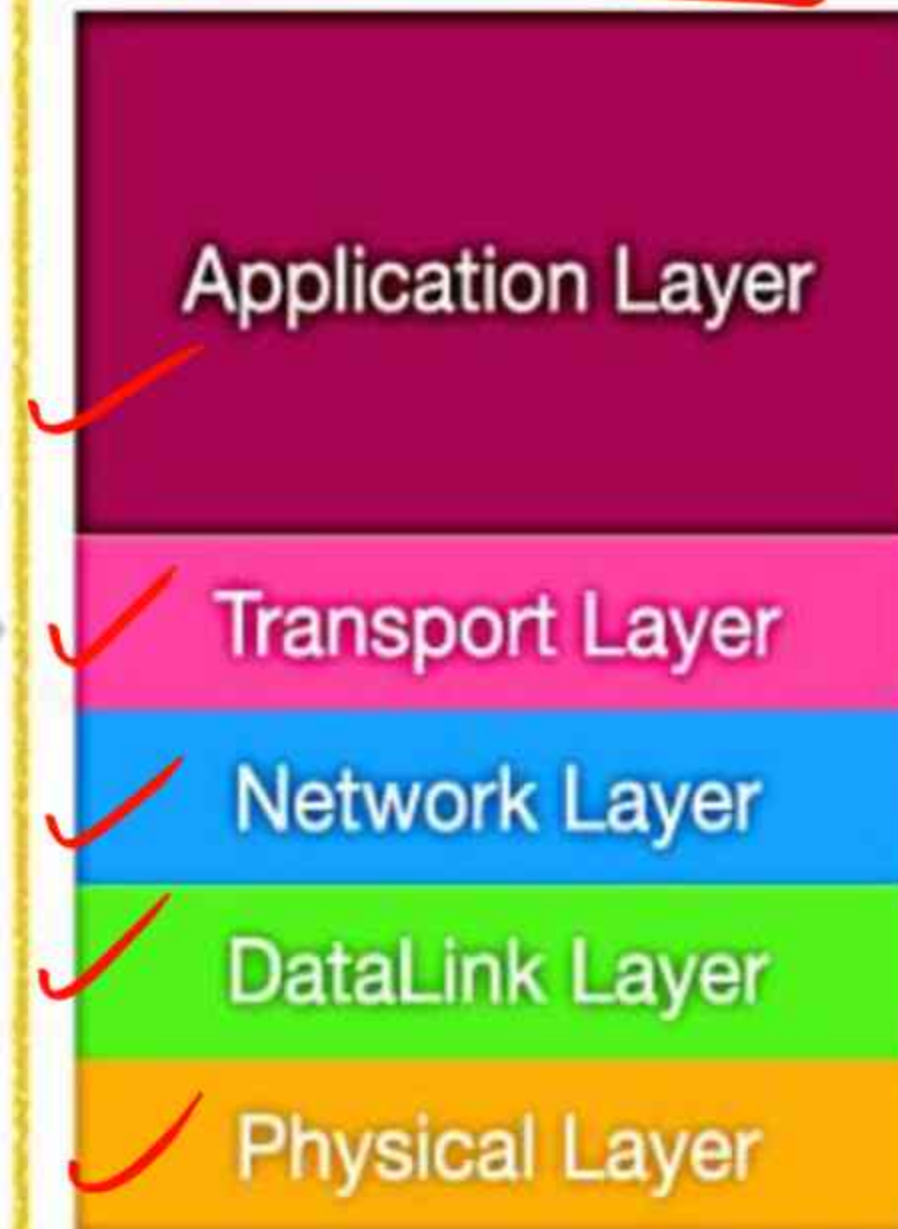 Application Layer
Transport Layer
Network Layer
DataLink Layer
Physical Layer